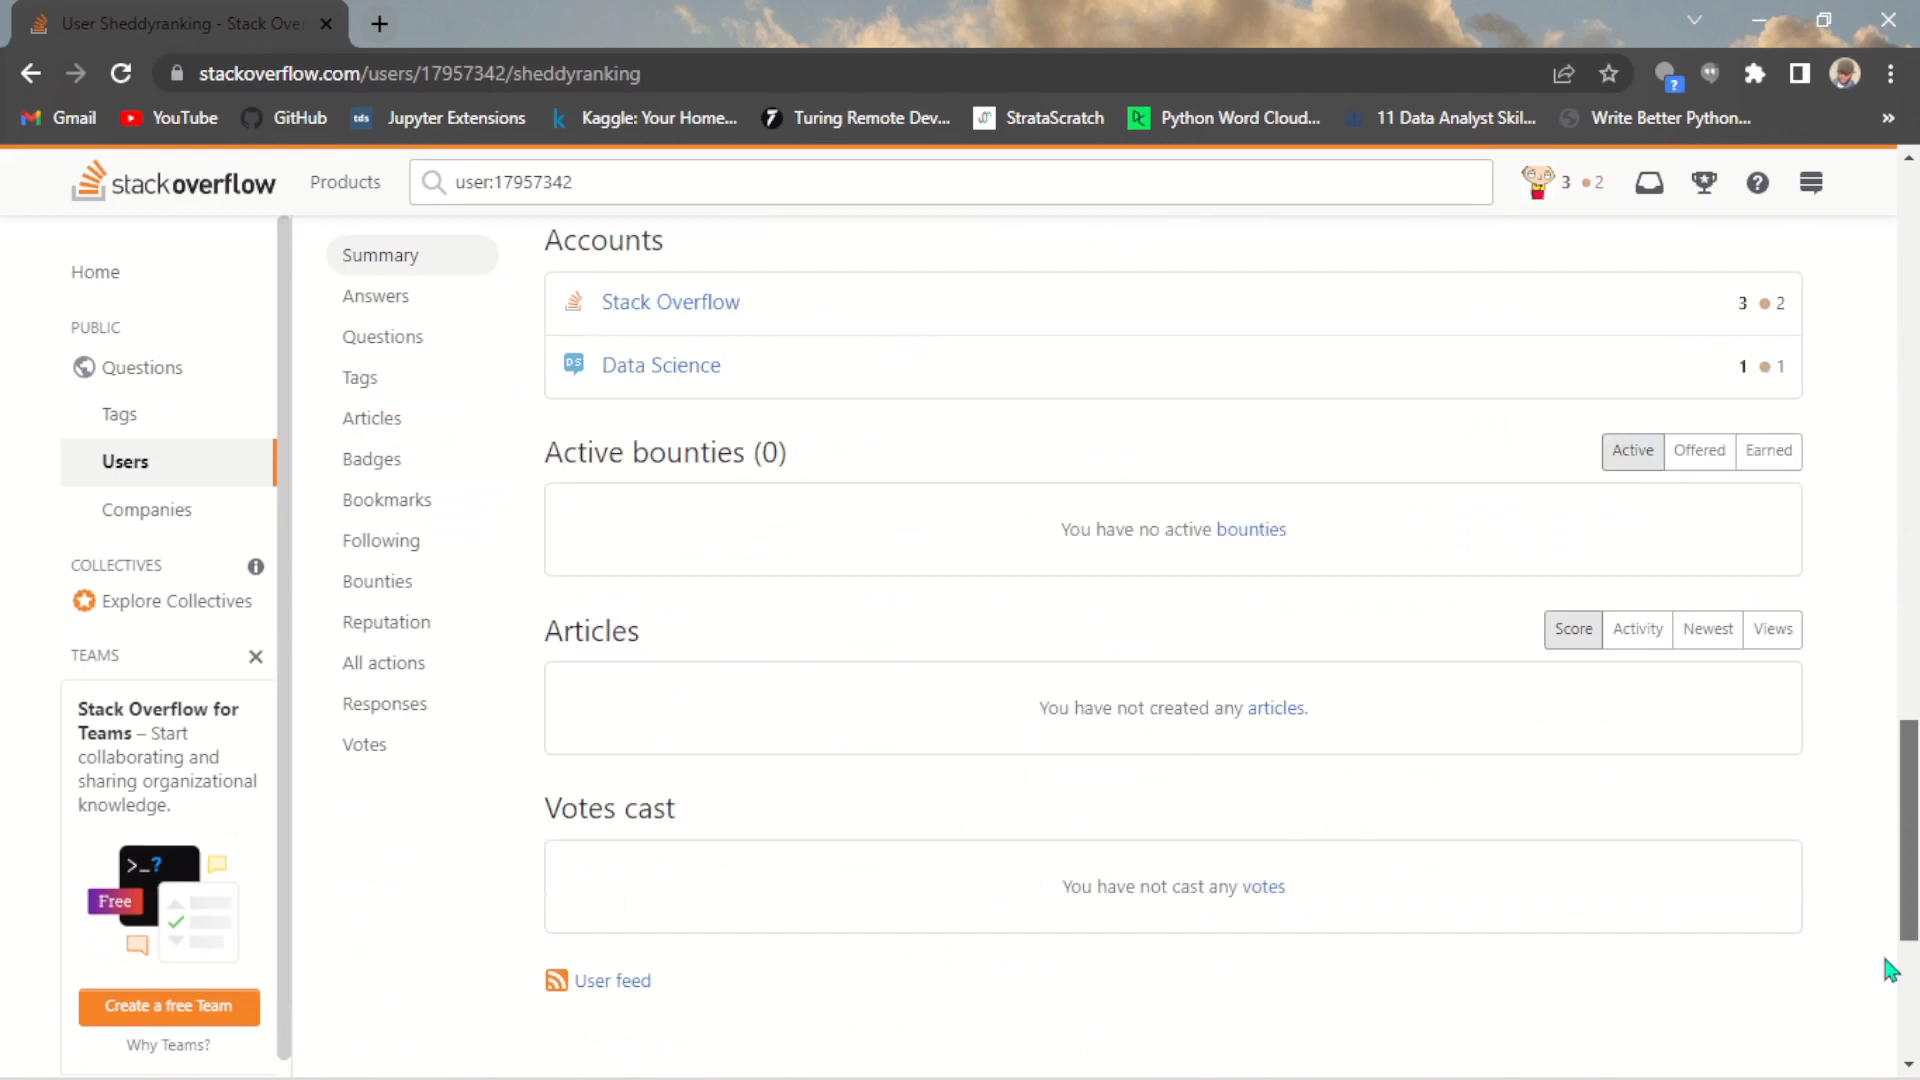 User Sheddyranking - Stack Over
stackoverflow.com/users/17957342/sheddyranking
?
Gmail
YouTube
GitHub
tds Jupyter Extensions
Kaggle: Your Home...
Turing Remote Dev...
StrataScratch
Python Word Cloud...
11 Data Analyst Skil...
Write Better Python...
»
stackoverflow
Products
user:17957342
3 2
Home
PUBLIC
Questions
Tags
Users
Companies
COLLECTIVES
Explore Collectives
TEAMS
Stack Overflow for
Teams – Start
collaborating and
sharing organizational
knowledge.
>_?
Free
Create a free Team
Why Teams?
Summary
Answers
Questions
Tags
Articles
Badges
Bookmarks
Following
Bounties
Reputation
All actions
Responses
Votes
Accounts
Stack Overflow 3 2
DS Data Science 1 1
Active bounties (0) Active Offered Earned
You have no active bounties
Articles Score Activity Newest Views
You have not created any articles.
Votes cast
You have not cast any votes
User feed